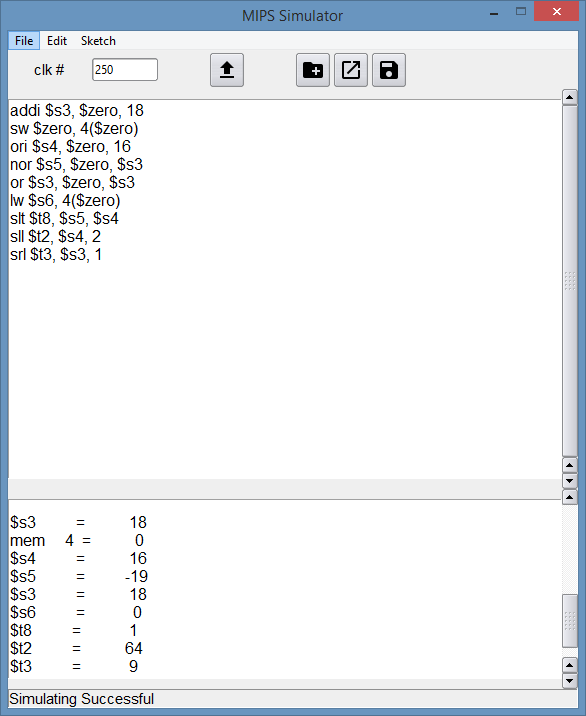 MIPS Simulator
File Edit Sketch
clk # 250
addi $s3, $zero, 18
sw $zero, 4($zero)
ori $s4, $zero, 16
nor $s5, $zero, $s3
or $s3, $zero, $s3
lw $s6, 4($zero)
slt $t8, $s5, $s4
sll $t2, $s4, 2
srl $t3, $s3, 1
$s3 = 18
mem 4 = 0
$s4 = 16
$s5 = -19
$s3 = 18
$s6 = 0
$t8 = 1
$t2 = 64
$t3 = 9
Simulating Successful